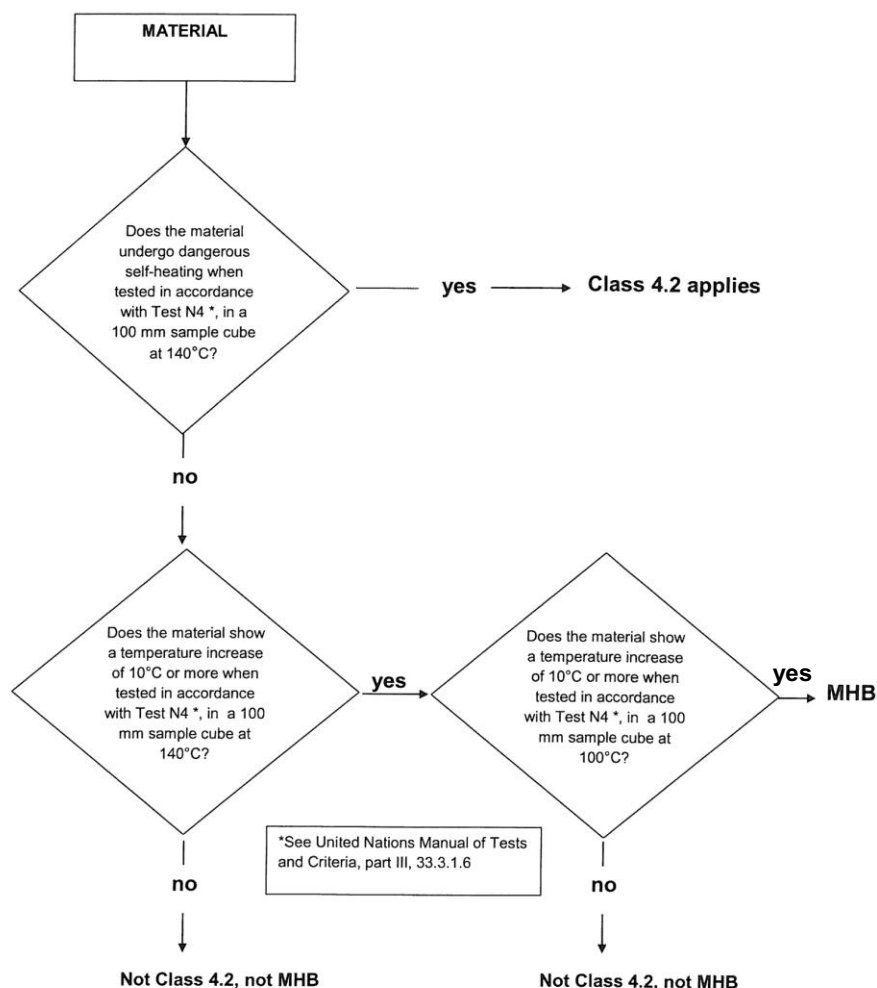 MATERIAL
Does the material
undergo dangerous
self-heating when
tested in accordance
with Test N4 *, in a
100 mm sample cube
at 140°C?
yes
Class 4.2 applies
no
Does the material show
a temperature increase
of 10°C or more when
tested in accordance
with Test N4 *, in a 100
mm sample cube at
140°C?
yes
Does the material show
a temperature increase
of 10°C or more when
tested in accordance
with Test N4 *, in a 100
mm sample cube at
100°C?
yes
MHB
*See United Nations Manual of Tests
and Criteria, part III, 33.3.1.6
no
no
Not Class 4.2, not MHB
Not Class 4.2, not MHB